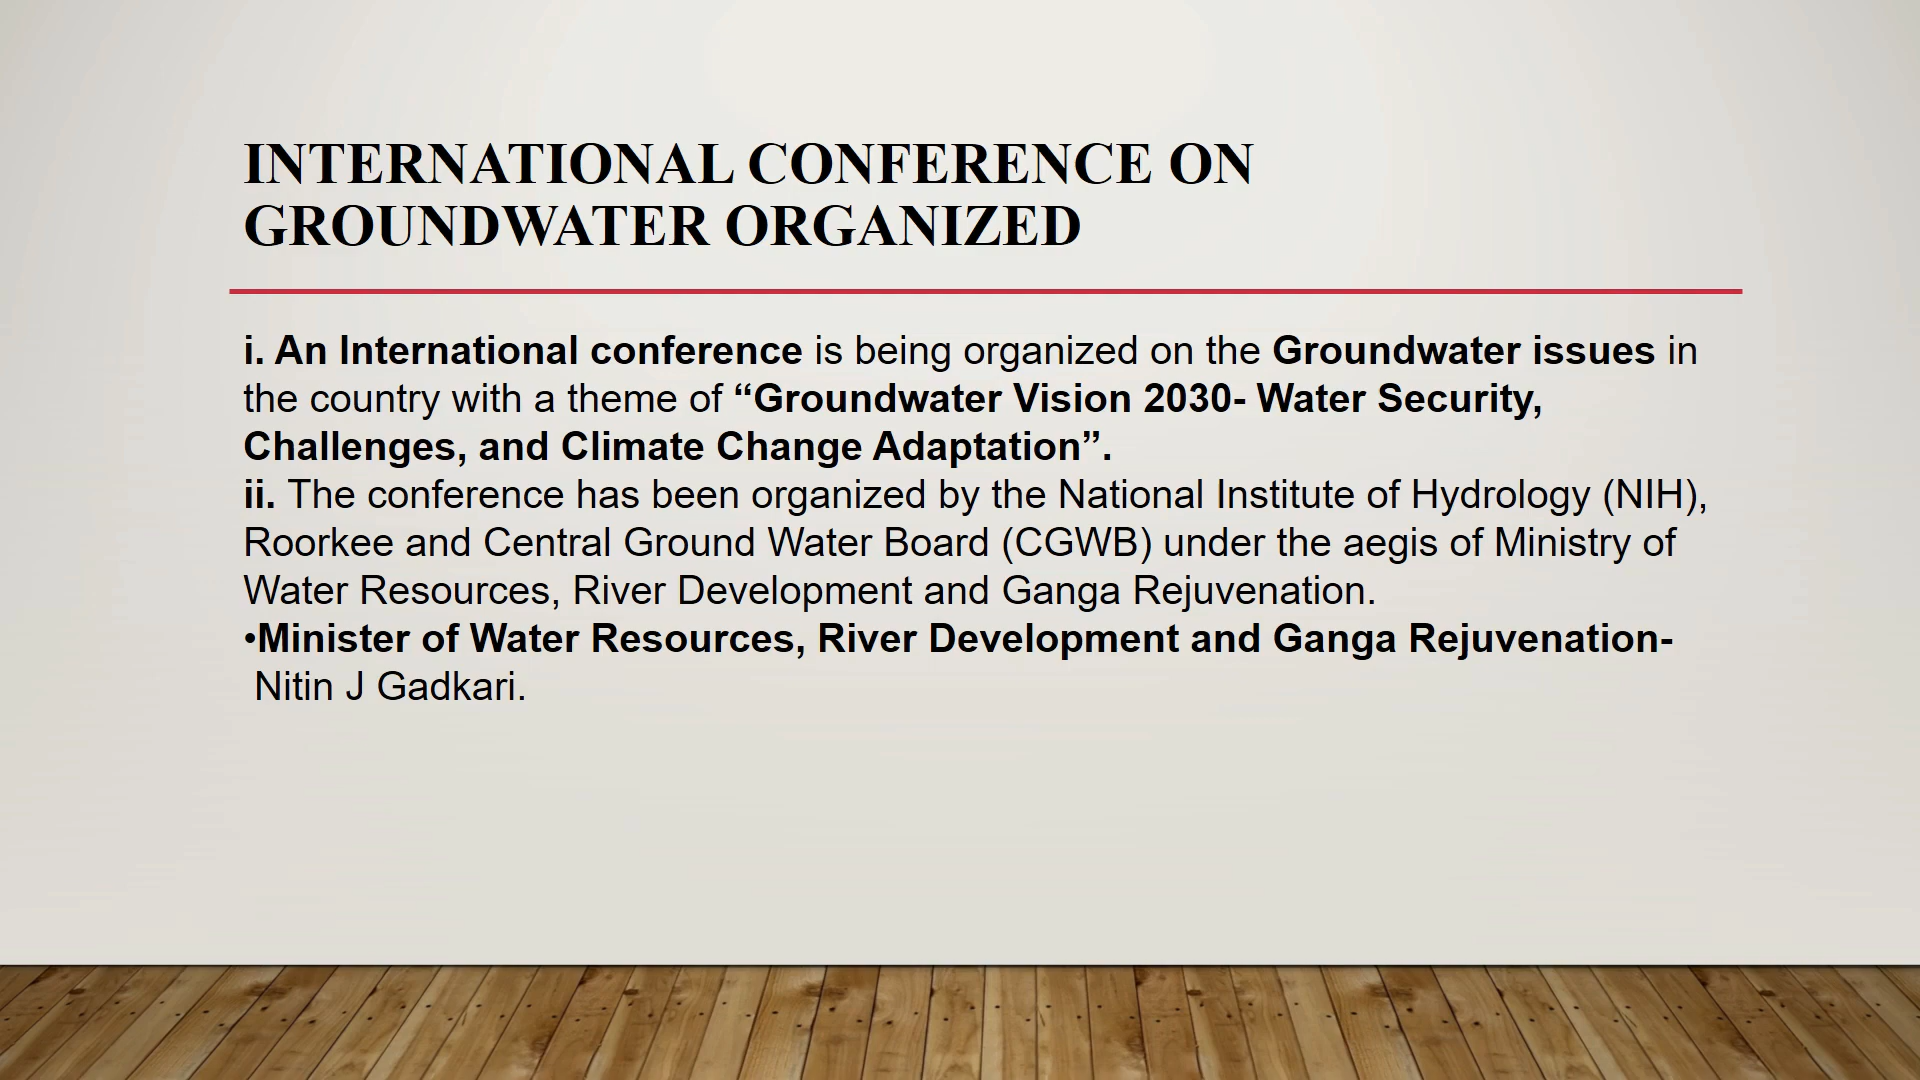 INTERNATIONAL CONFERENCE ON
GROUNDWATER ORGANIZED
i. An International conference is being organized on the Groundwater issues in
the country with a theme of “Groundwater Vision 2030- Water Security,
Challenges, and Climate Change Adaptation”.
ii. The conference has been organized by the National Institute of Hydrology (NIH),
Roorkee and Central Ground Water Board (CGWB) under the aegis of Ministry of
Water Resources, River Development and Ganga Rejuvenation.
•Minister of Water Resources, River Development and Ganga Rejuvenation-
Nitin J Gadkari.